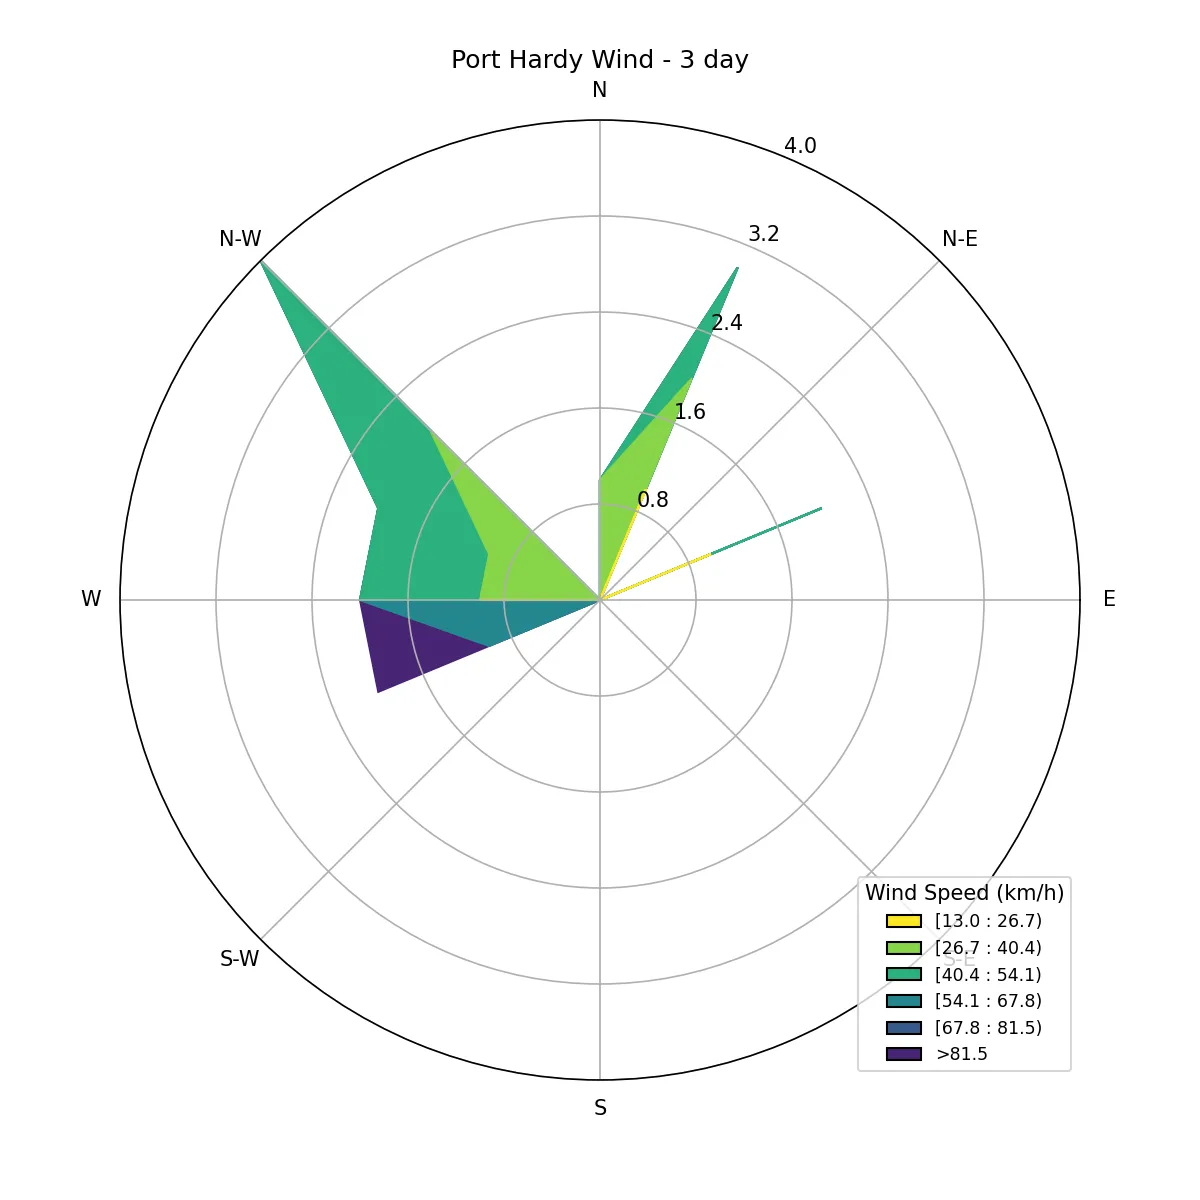 Port Hardy Wind - 3 day
N
4.0
N-W
3.2
N-E
2.4
1.6
0.8
W
E
S-W
S-E
S
Wind Speed (km/h)
[13.0 : 26.7)
[26.7 : 40.4)
[40.4 : 54.1)
[54.1 : 67.8)
[67.8 : 81.5)
>81.5